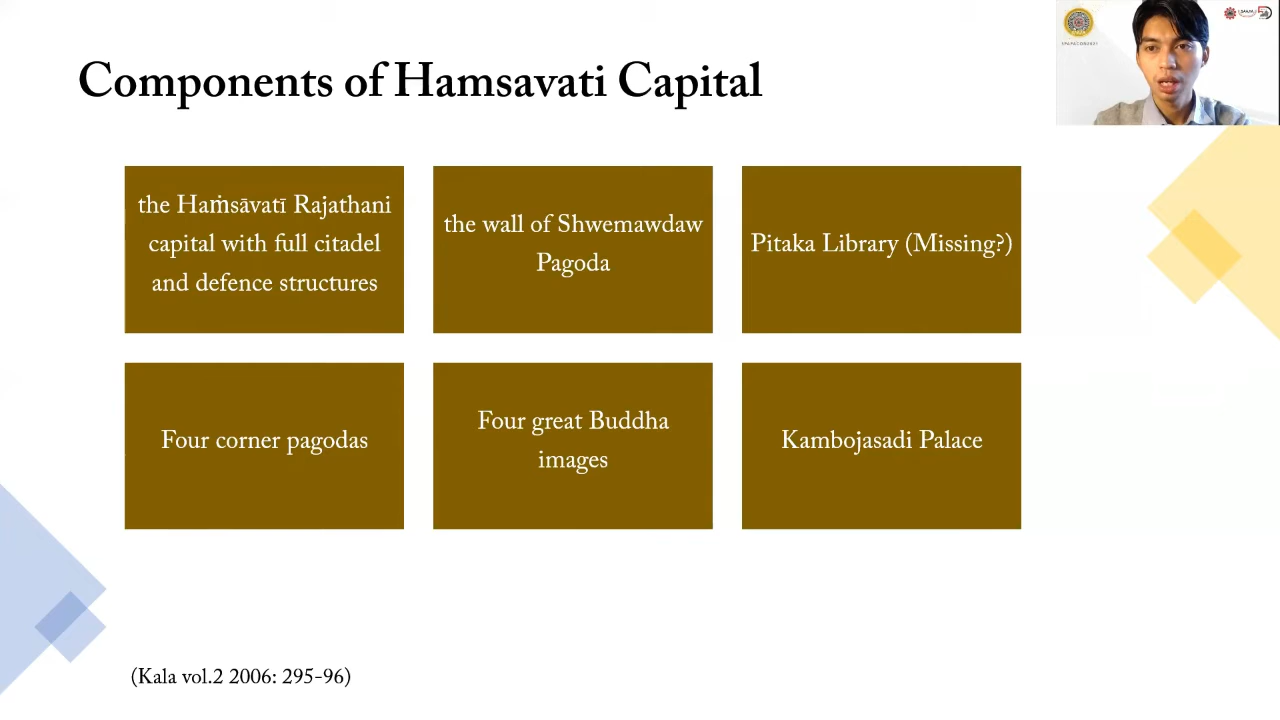 Components of Hamsavati Capital
the Haṁsāvatī Rajathani
capital with full citadel
and defence structures
the wall of Shwemawdaw
Pagoda
Pitaka Library (Missing?)
Four corner pagodas
Four great Buddha
images
Kambojasadi Palace
(Kala vol.2 2006: 295-96)